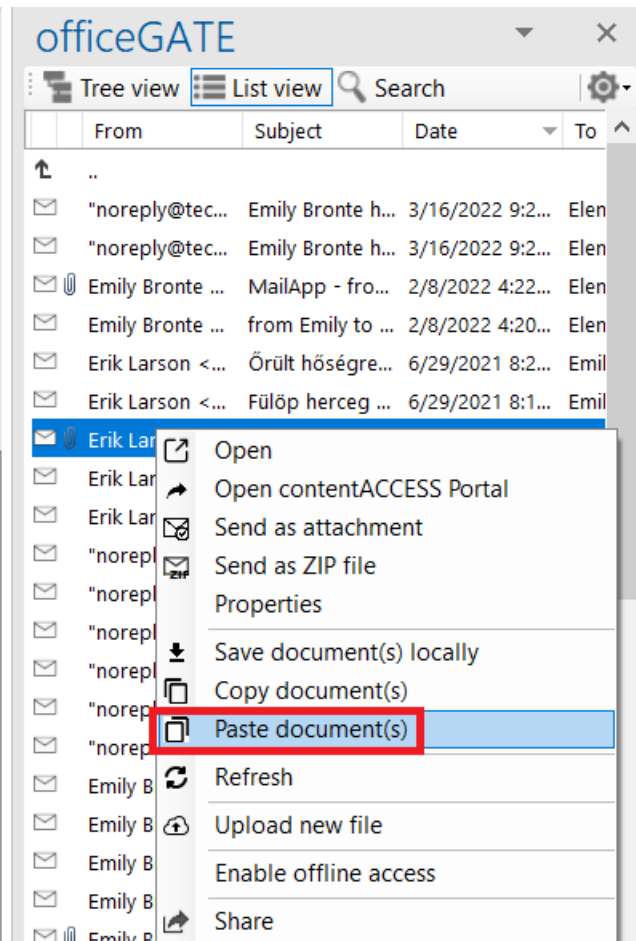 officeGATE
Tree view List view Search
From Subject Date To
..
"noreply@tec... Emily Bronte h... 3/16/2022 9:2... Elen
"noreply@tec... Emily Bronte h... 3/16/2022 9:2... Elen
Emily Bronte ... MailApp - fro... 2/8/2022 4:22... Elen
Emily Bronte ... from Emily to ... 2/8/2022 4:20... Elen
Erik Larson <... Őrült hőségre... 6/29/2021 8:2... Emil
Erik Larson <... Fülöp herceg ... 6/29/2021 8:1... Emil
Erik Lar
Open
Erik Lar
Open contentACCESS Portal
Erik Lar
Send as attachment
"norepl
ZIP Send as ZIP file
"norepl
Properties
"norepl
Save document(s) locally
"norepl
Copy document(s)
"norep
Paste document(s)
"norep
Refresh
Emily B
Upload new file
Emily B
Enable offline access
Emily B
Emily B
Share
Emily B